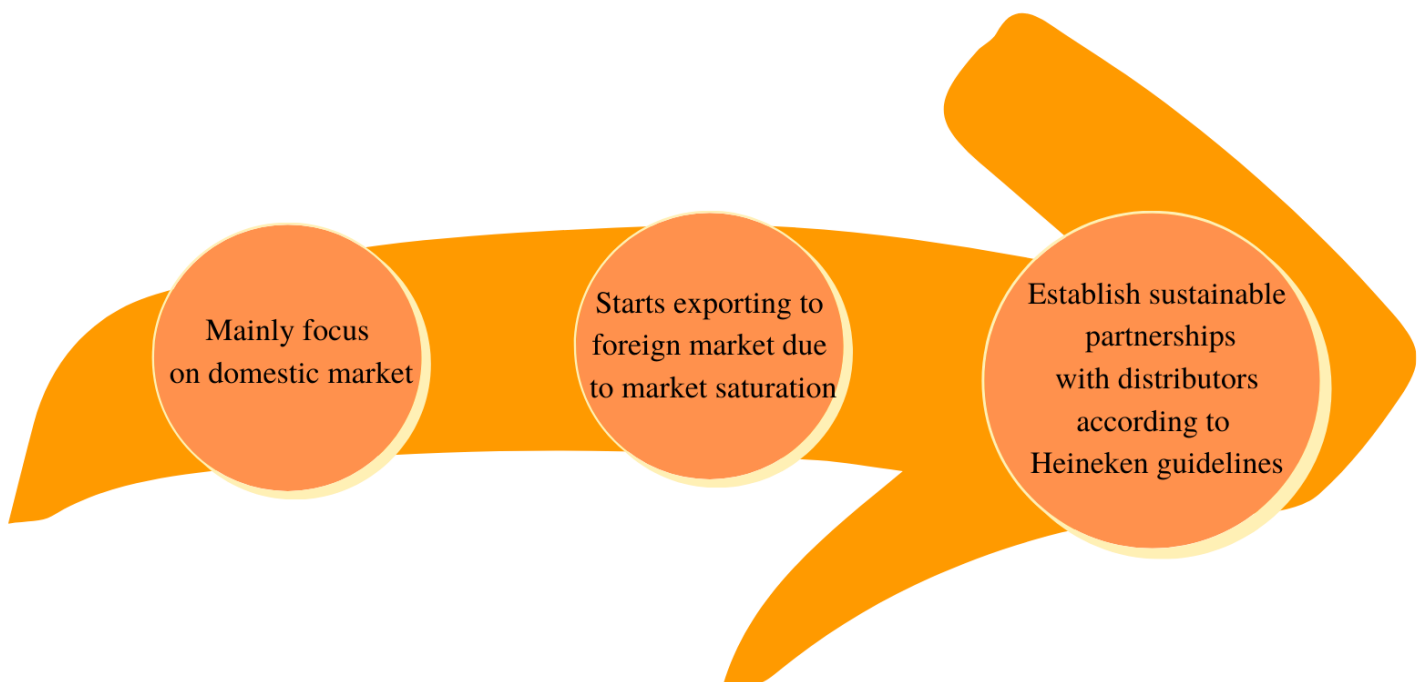 Mainly focus
on domestic market
Starts exporting to
foreign market due
to market saturation
Establish sustainable
partnerships
with distributors
according to
Heineken guidelines